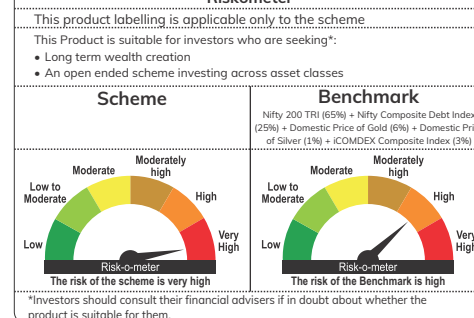 Riskometer
This product labelling is applicable only to the scheme
This Product is suitable for investors who are seeking*:
• Long term wealth creation
• An open ended scheme investing across asset classes
Scheme
Benchmark
Nifty 200 TRI (65%) + Nifty Composite Debt Index
(25%) + Domestic Price of Gold (6%) + Domestic Pri
of Silver (1%) + iCOMDEX Composite Index (3%)
Low
Low to
Moderate
Moderate
Moderately
high
High
Very
High
Risk-o-meter
The risk of the scheme is very high
Low
Low to
Moderate
Moderate
Moderately
high
High
Very
High
Risk-o-meter
The risk of the Benchmark is high
*Investors should consult their financial advisers if in doubt about whether the
product is suitable for them.